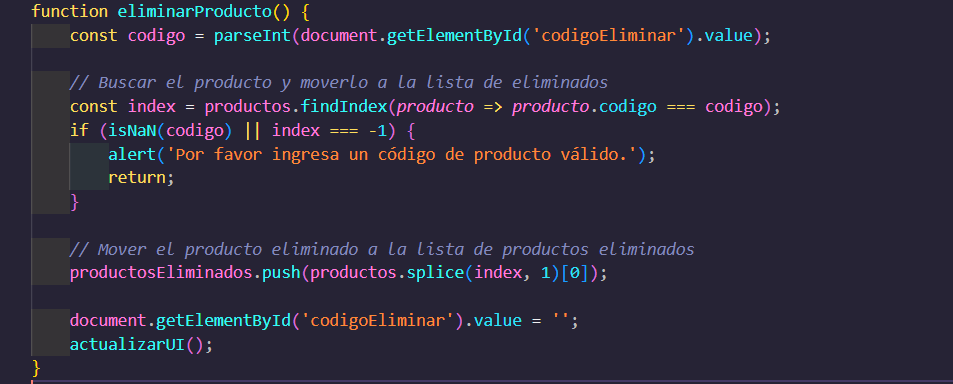 function eliminarProducto() {
const codigo = parseInt(document.getElementById('codigoEliminar').value);
// Buscar el producto y moverlo a la lista de eliminados
const index = productos.findIndex(producto => producto.codigo === codigo);
if (isNaN(codigo) || index === -1) {
alert('Por favor ingresa un código de producto válido.');
return;
}
// Mover el producto eliminado a la lista de productos eliminados
productosEliminados.push(productos.splice(index, 1)[0]);
document.getElementById('codigoEliminar').value = '';
actualizarUI();
}